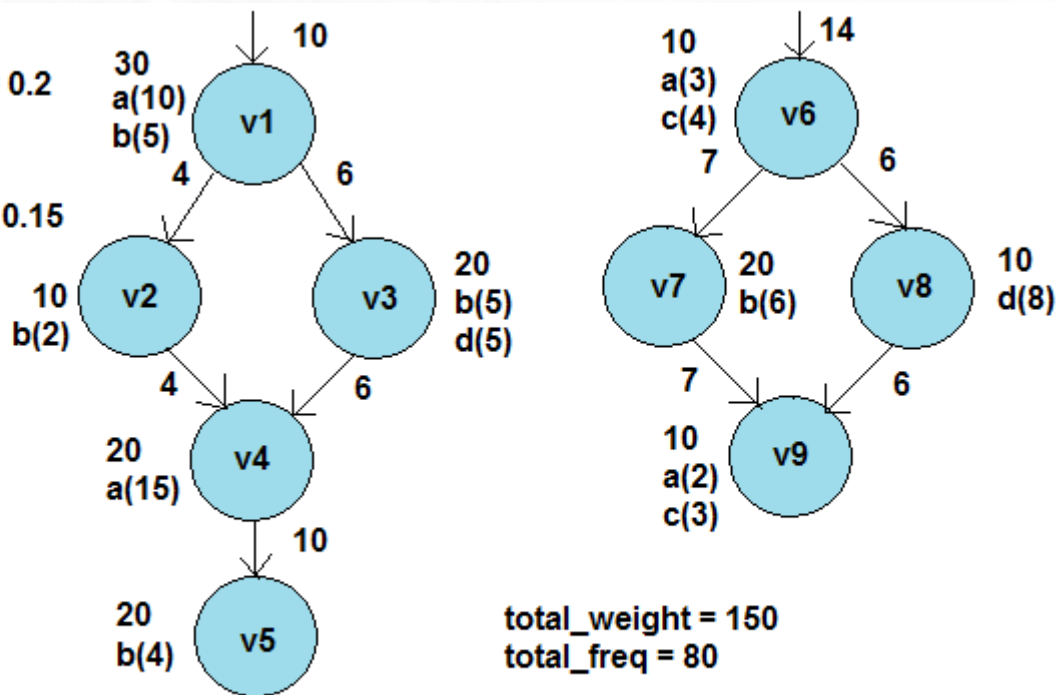 10
0.2
30
a(10)
b(5)
v1
4
6
0.15
10
b(2)
v2
v3
20
b(5)
d(5)
4
6
20
a(15)
v4
10
20
b(4)
v5
14
10
a(3)
c(4)
v6
7
6
v7
20
b(6)
v8
10
d(8)
7
6
10
a(2)
c(3)
v9
total_weight = 150
total_freq = 80